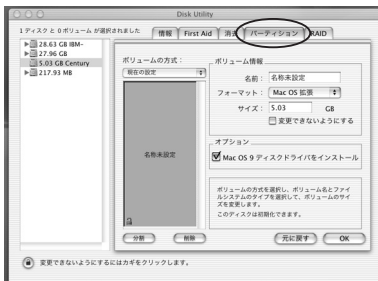 Disk Utility
1 ディスク と 0 ボリューム が選択されました
情報
First Aid
消去
パーティション
RAID
28.63 GB IBM-
27.96 GB
5.03 GB Century
217.93 MB
ボリュームの方式：
現在の設定
名称未設定
分割
削除
ボリューム情報
名前： 名称未設定
フォーマット： Mac OS 拡張
サイズ： 5.03 GB
変更できないようにする
オプション
Mac OS 9 ディスクドライバをインストール
ボリュームの方式を選択し、ボリューム名とファイ
ルシステムのタイプを選択して、ボリュームのサイ
ズを変更します。
このディスクは初期化できます。
元に戻す
OK
変更できないようにするにはカギをクリックします。